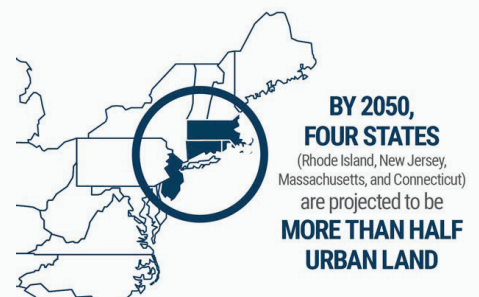 BY 2050,
FOUR STATES
(Rhode Island, New Jersey,
Massachusetts, and Connecticut)
are projected to be
MORE THAN HALF
URBAN LAND